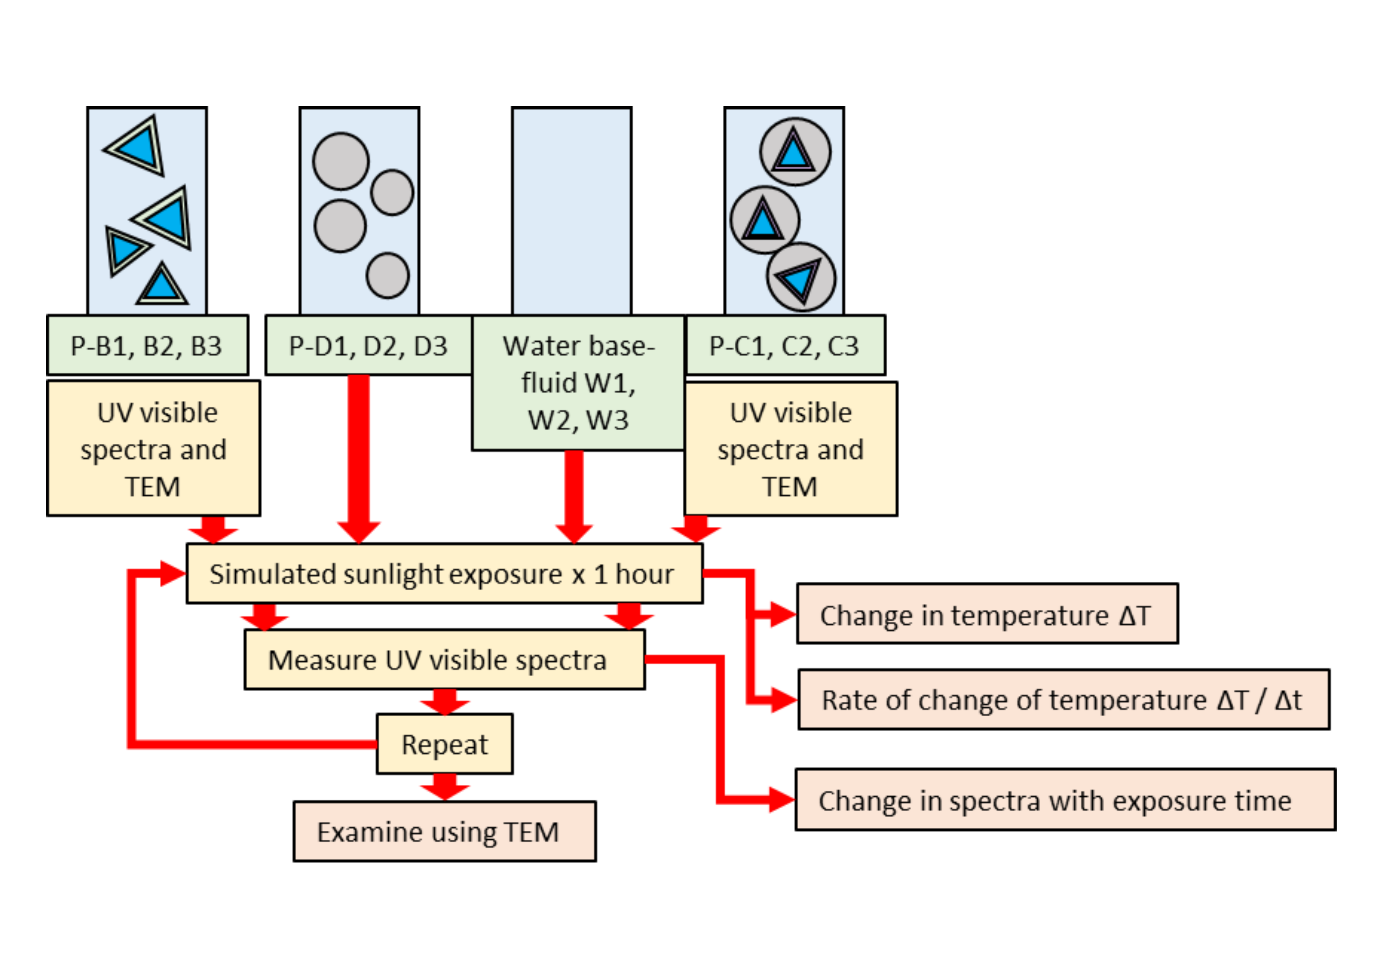 P-B1, B2, B3
P-D1, D2, D3
Water base-
fluid W1,
W2, W3
P-C1, C2, C3
UV visible
spectra and
TEM
UV visible
spectra and
TEM
Simulated sunlight exposure x 1 hour
Change in temperature ΔT
Measure UV visible spectra
Rate of change of temperature ΔT / Δt
Repeat
Change in spectra with exposure time
Examine using TEM